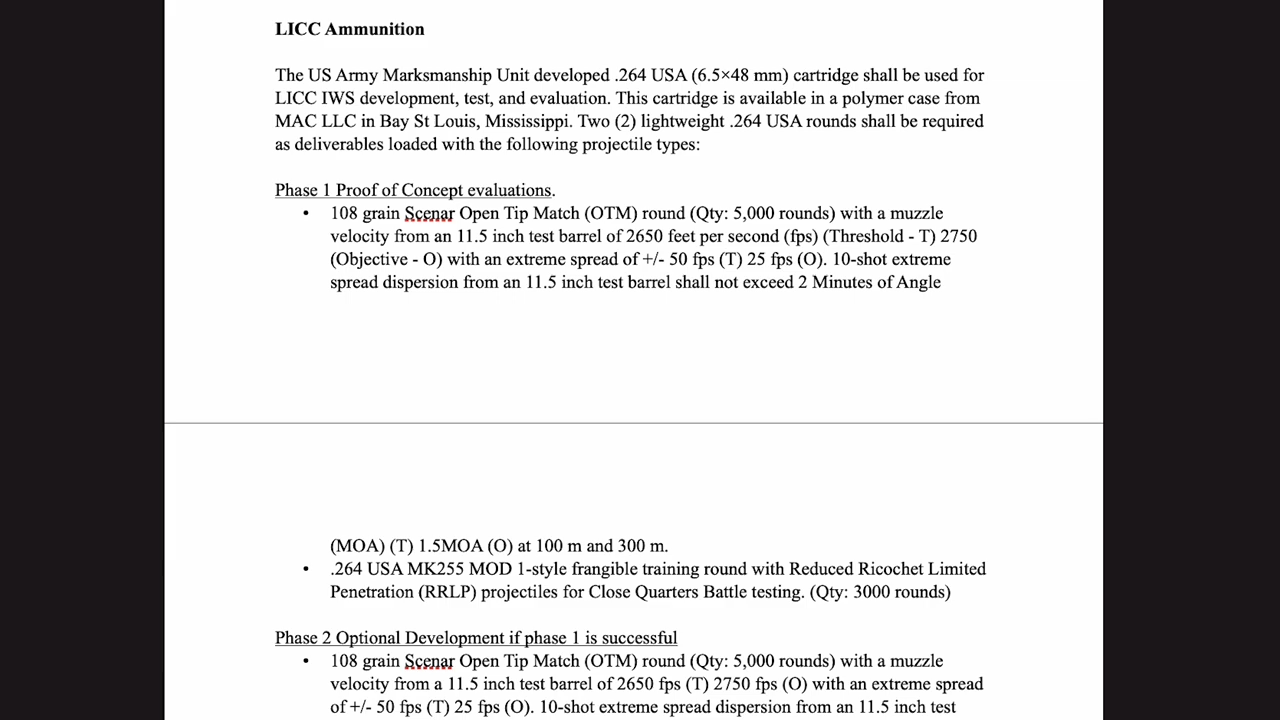 LICC Ammunition
The US Army Marksmanship Unit developed .264 USA (6.5×48 mm) cartridge shall be used for
LICC IWS development, test, and evaluation. This cartridge is available in a polymer case from
MAC LLC in Bay St Louis, Mississippi. Two (2) lightweight .264 USA rounds shall be required
as deliverables loaded with the following projectile types:
Phase 1 Proof of Concept evaluations.
• 108 grain Scenar Open Tip Match (OTM) round (Qty: 5,000 rounds) with a muzzle
velocity from an 11.5 inch test barrel of 2650 feet per second (fps) (Threshold - T) 2750
(Objective - O) with an extreme spread of +/- 50 fps (T) 25 fps (O). 10-shot extreme
spread dispersion from an 11.5 inch test barrel shall not exceed 2 Minutes of Angle
(MOA) (T) 1.5MOA (O) at 100 m and 300 m.
• .264 USA MK255 MOD 1-style frangible training round with Reduced Ricochet Limited
Penetration (RRLP) projectiles for Close Quarters Battle testing. (Qty: 3000 rounds)
Phase 2 Optional Development if phase 1 is successful
• 108 grain Scenar Open Tip Match (OTM) round (Qty: 5,000 rounds) with a muzzle
velocity from a 11.5 inch test barrel of 2650 fps (T) 2750 fps (O) with an extreme spread
of +/- 50 fps (T) 25 fps (O). 10-shot extreme spread dispersion from an 11.5 inch test